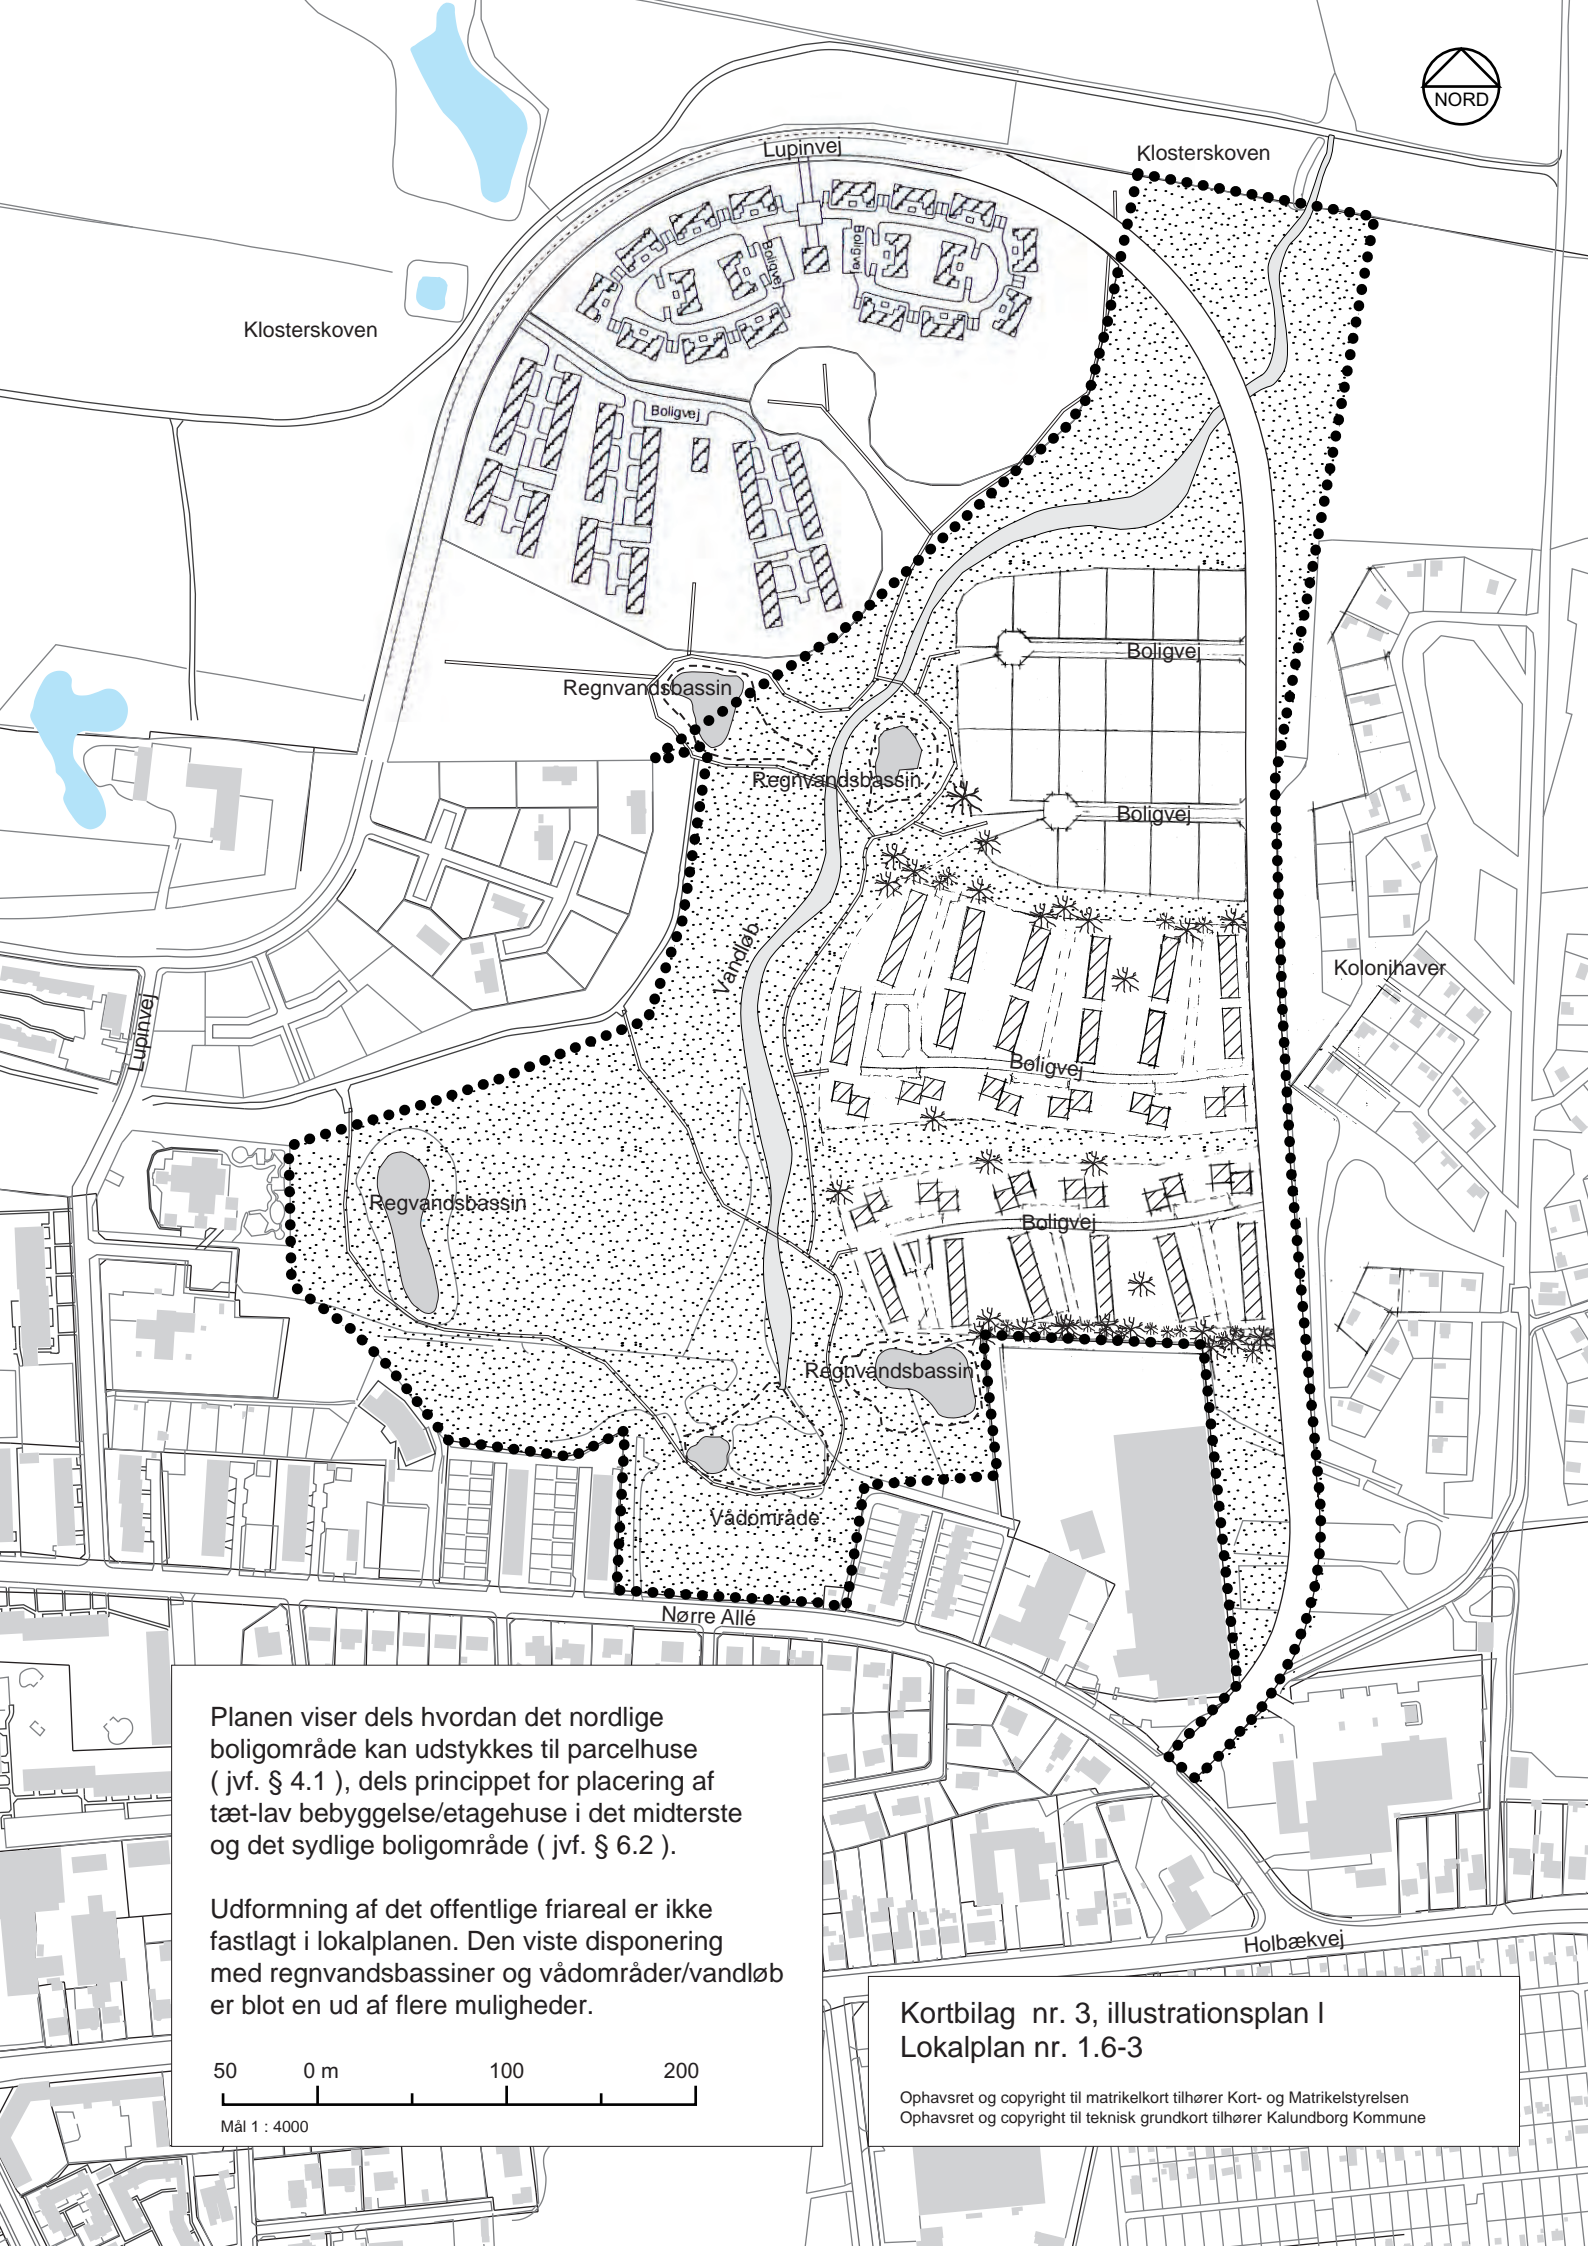 NORD
Lupinvej
Klosterskoven
Boligvej
Boligvej
Klosterskoven
Boligvej
Boligvej
Regnvandsbassin
Regnvandsbassin
Boligvej
Vandløb
Kolonihaver
Lupinvej
Boligvej
Regvandsbassin
Boligvej
Regnvandsbassin
Vådområde
Nørre Allé
Planen viser dels hvordan det nordlige
boligområde kan udstykkes til parcelhuse
( jvf. § 4.1 ), dels princippet for placering af
tæt-lav bebyggelse/etagehuse i det midterste
og det sydlige boligområde ( jvf. § 6.2 ).
Udformning af det offentlige friareal er ikke
fastlagt i lokalplanen. Den viste disponering
med regnvandsbassiner og vådområder/vandløb
er blot en ud af flere muligheder.
50 0 m 100 200
Mål 1 : 4000
Holbækvej
Kortbilag nr. 3, illustrationsplan I
Lokalplan nr. 1.6-3
Ophavsret og copyright til matrikelkort tilhører Kort- og Matrikelstyrelsen
Ophavsret og copyright til teknisk grundkort tilhører Kalundborg Kommune